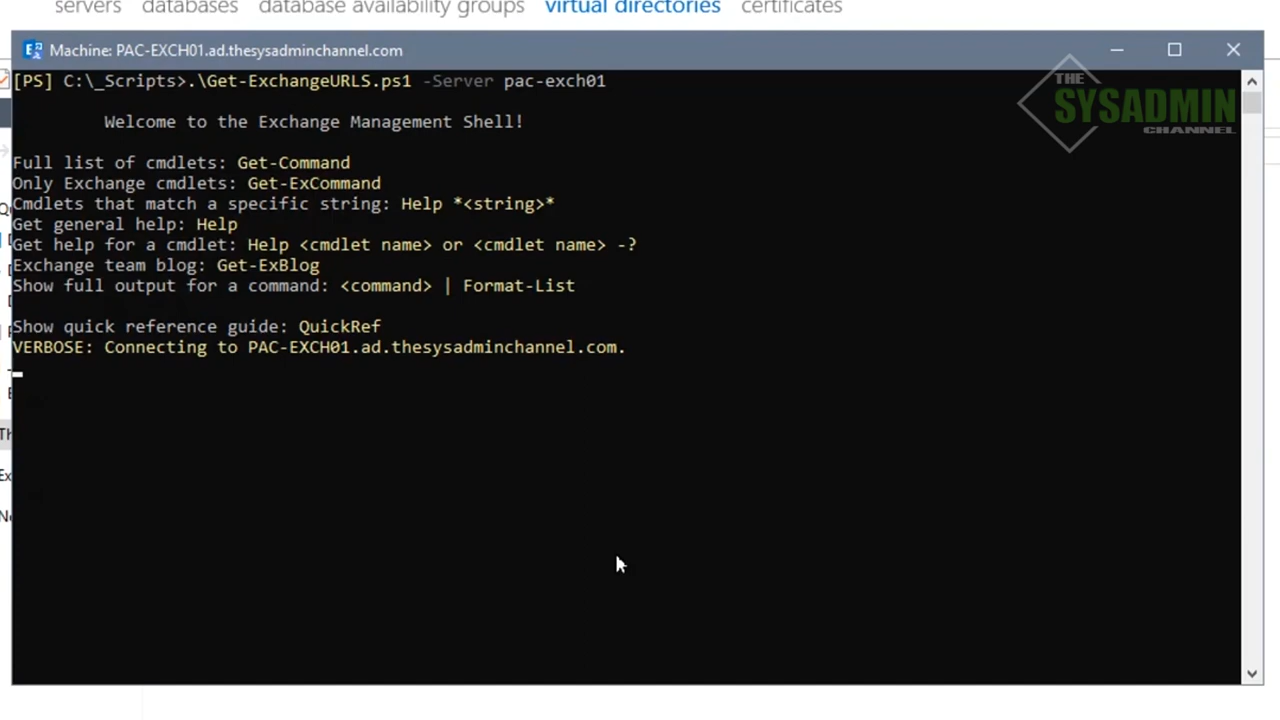 servers databases database availability groups virtual directories certificates
Machine: PAC-EXCH01.ad.thesysadminchannel.com
[PS] C:\_Scripts>.\Get-ExchangeURLS.ps1 -Server pac-exch01
THE
SYSADMIN
CHANNEL
Welcome to the Exchange Management Shell!
Full list of cmdlets: Get-Command
Only Exchange cmdlets: Get-ExCommand
Cmdlets that match a specific string: Help *<string>*
Get general help: Help
Get help for a cmdlet: Help <cmdlet name> or <cmdlet name> -?
Exchange team blog: Get-ExBlog
Show full output for a command: <command> | Format-List
Show quick reference guide: QuickRef
VERBOSE: Connecting to PAC-EXCH01.ad.thesysadminchannel.com.